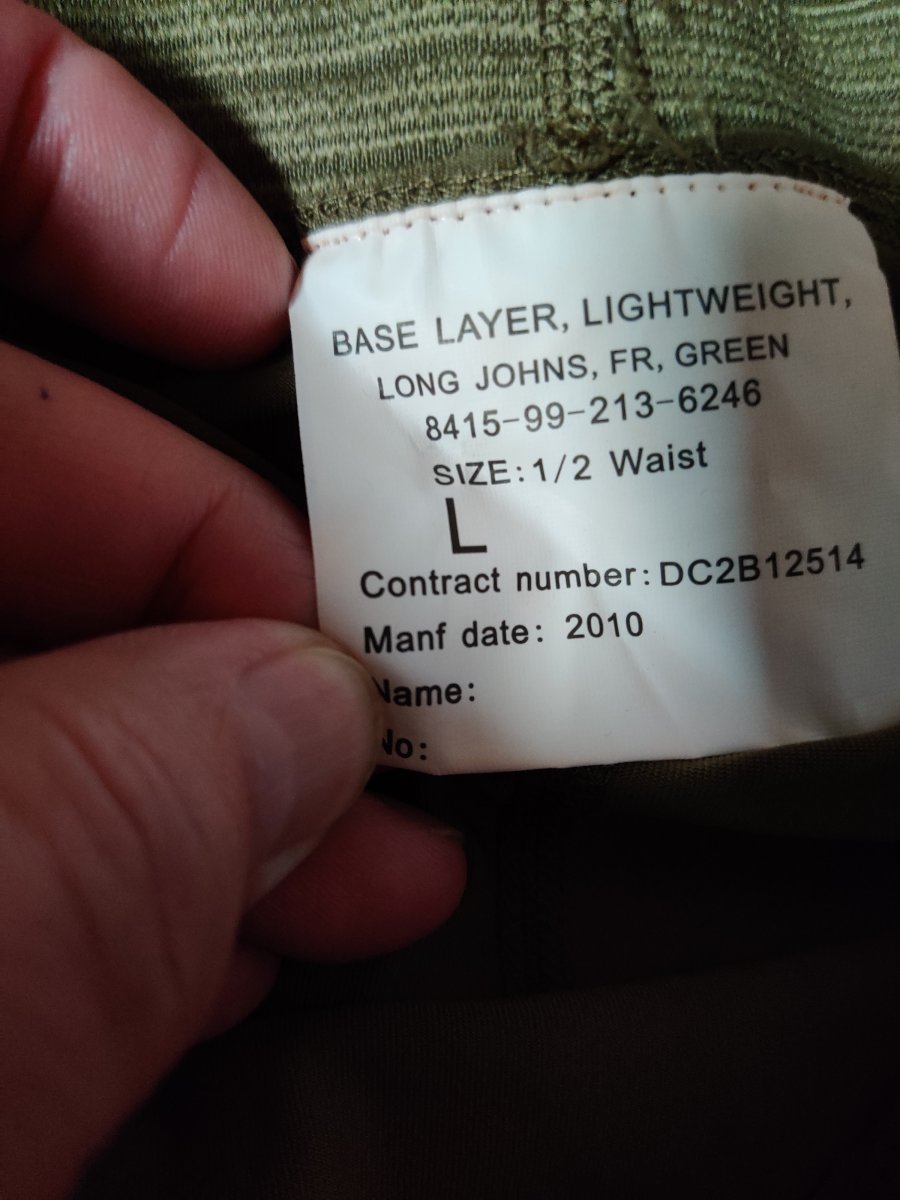 BASE LAYER, LIGHTWEIGHT,
LONG JOHNS, FR, GREEN
8415-99-213-6246
SIZE: 1/2 Waist
L
Contract number: DC2B12514
Manf date: 2010
Name:
No: